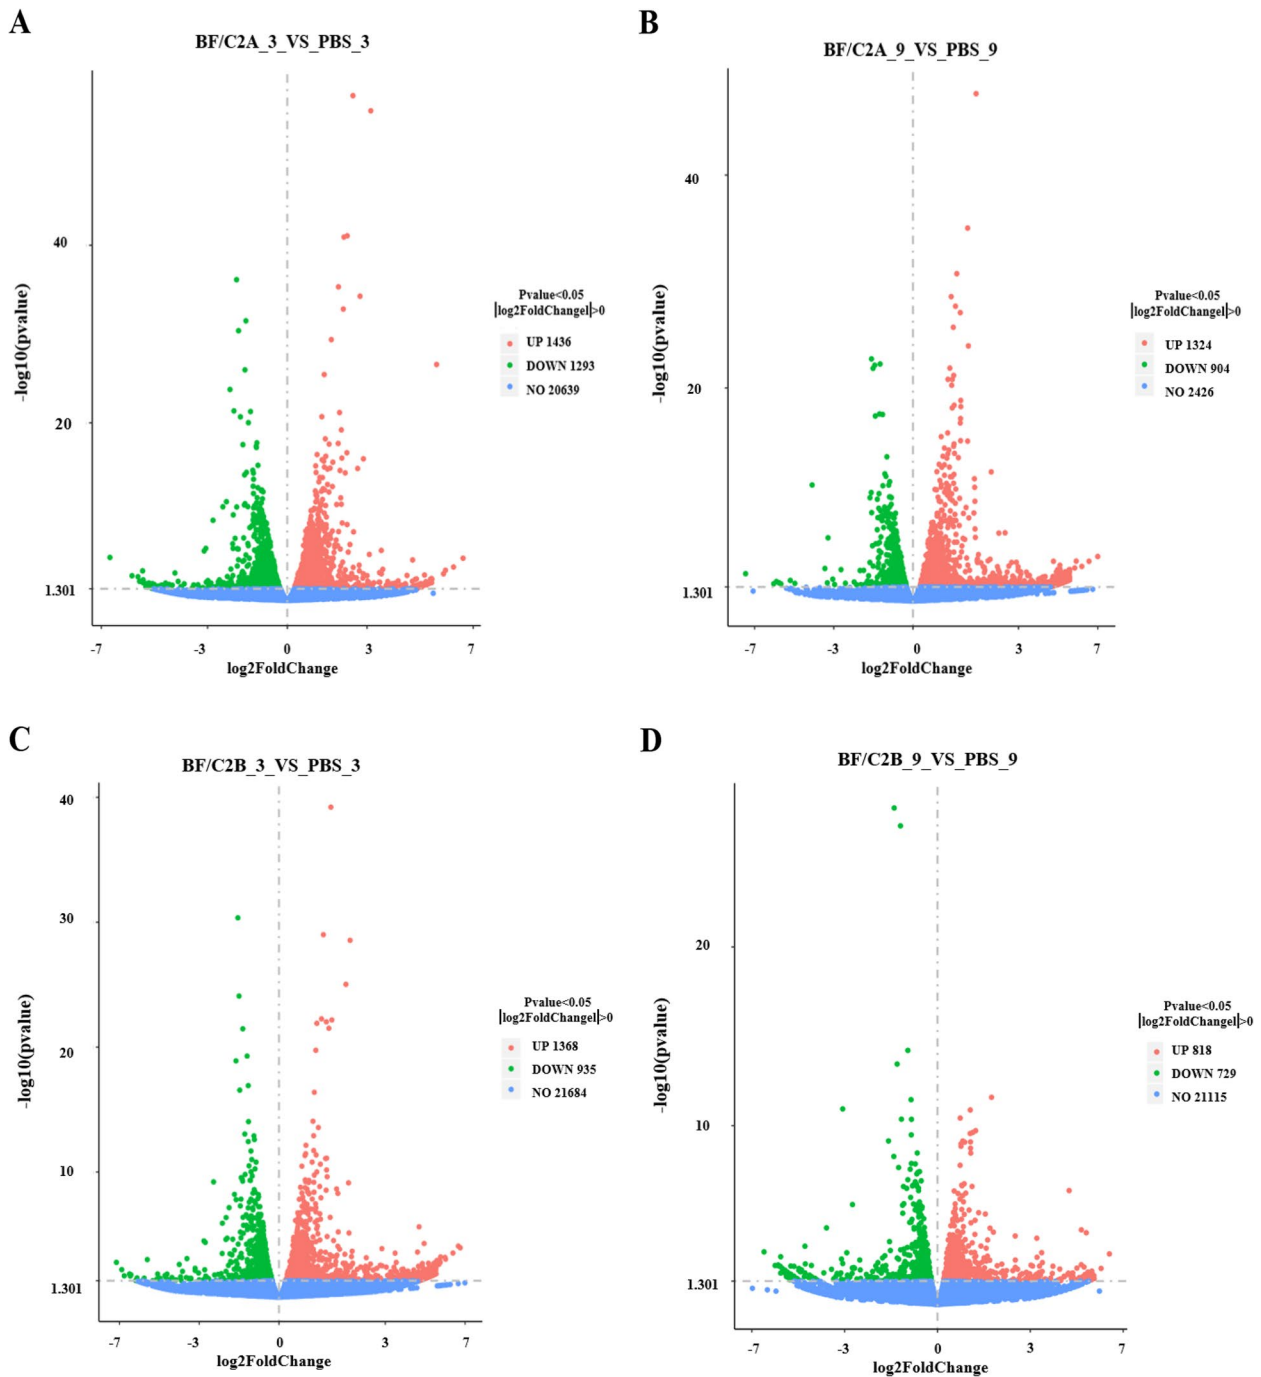 A
BF/C2A_3_VS_PBS_3
40
20
1.301
-log10(pvalue)
-7
-3
0
3
7
log2FoldChange
Pvalue<0.05
|log2FoldChangel|>0
UP 1436
DOWN 1293
NO 20639
B
BF/C2A_9_VS_PBS_9
40
20
1.301
-log10(pvalue)
-7
-3
0
3
7
log2FoldChange
Pvalue<0.05
|log2FoldChangel|>0
UP 1324
DOWN 904
NO 2426
C
BF/C2B_3_VS_PBS_3
40
30
20
10
1.301
-log10(pvalue)
-7
-3
0
3
7
log2FoldChange
Pvalue<0.05
|log2FoldChangel|>0
UP 1368
DOWN 935
NO 21684
D
BF/C2B_9_VS_PBS_9
20
10
1.301
-log10(pvalue)
-7
-3
0
3
7
log2FoldChange
Pvalue<0.05
|log2FoldChangel|>0
UP 818
DOWN 729
NO 21115